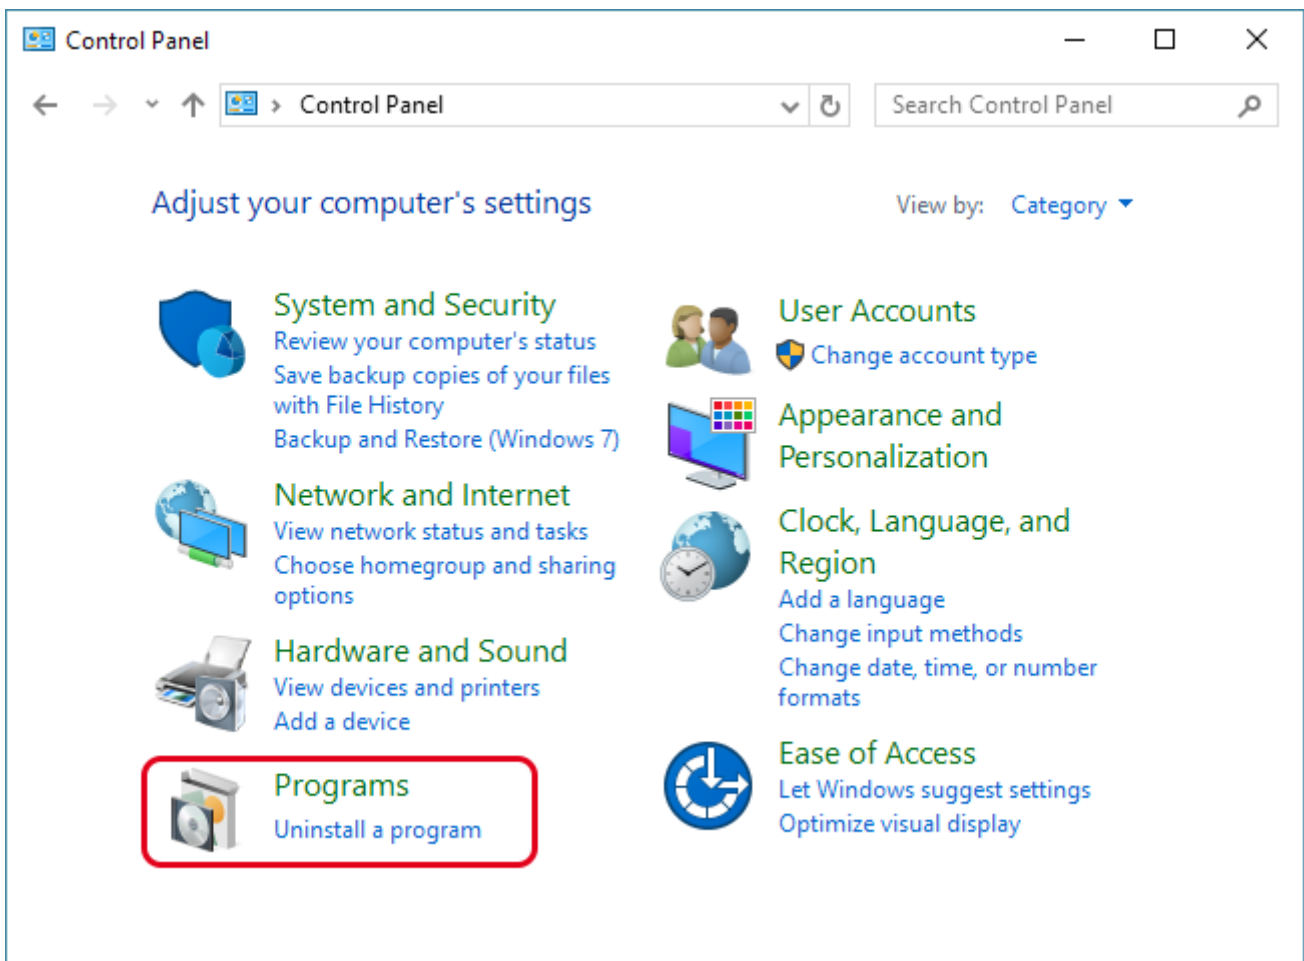 Control Panel
Control Panel
Search Control Panel
Adjust your computer's settings
View by: Category
System and Security
Review your computer's status
Save backup copies of your files
with File History
Backup and Restore (Windows 7)
Network and Internet
View network status and tasks
Choose homegroup and sharing
options
Hardware and Sound
View devices and printers
Add a device
Programs
Uninstall a program
User Accounts
Change account type
Appearance and
Personalization
Clock, Language, and
Region
Add a language
Change input methods
Change date, time, or number
formats
Ease of Access
Let Windows suggest settings
Optimize visual display